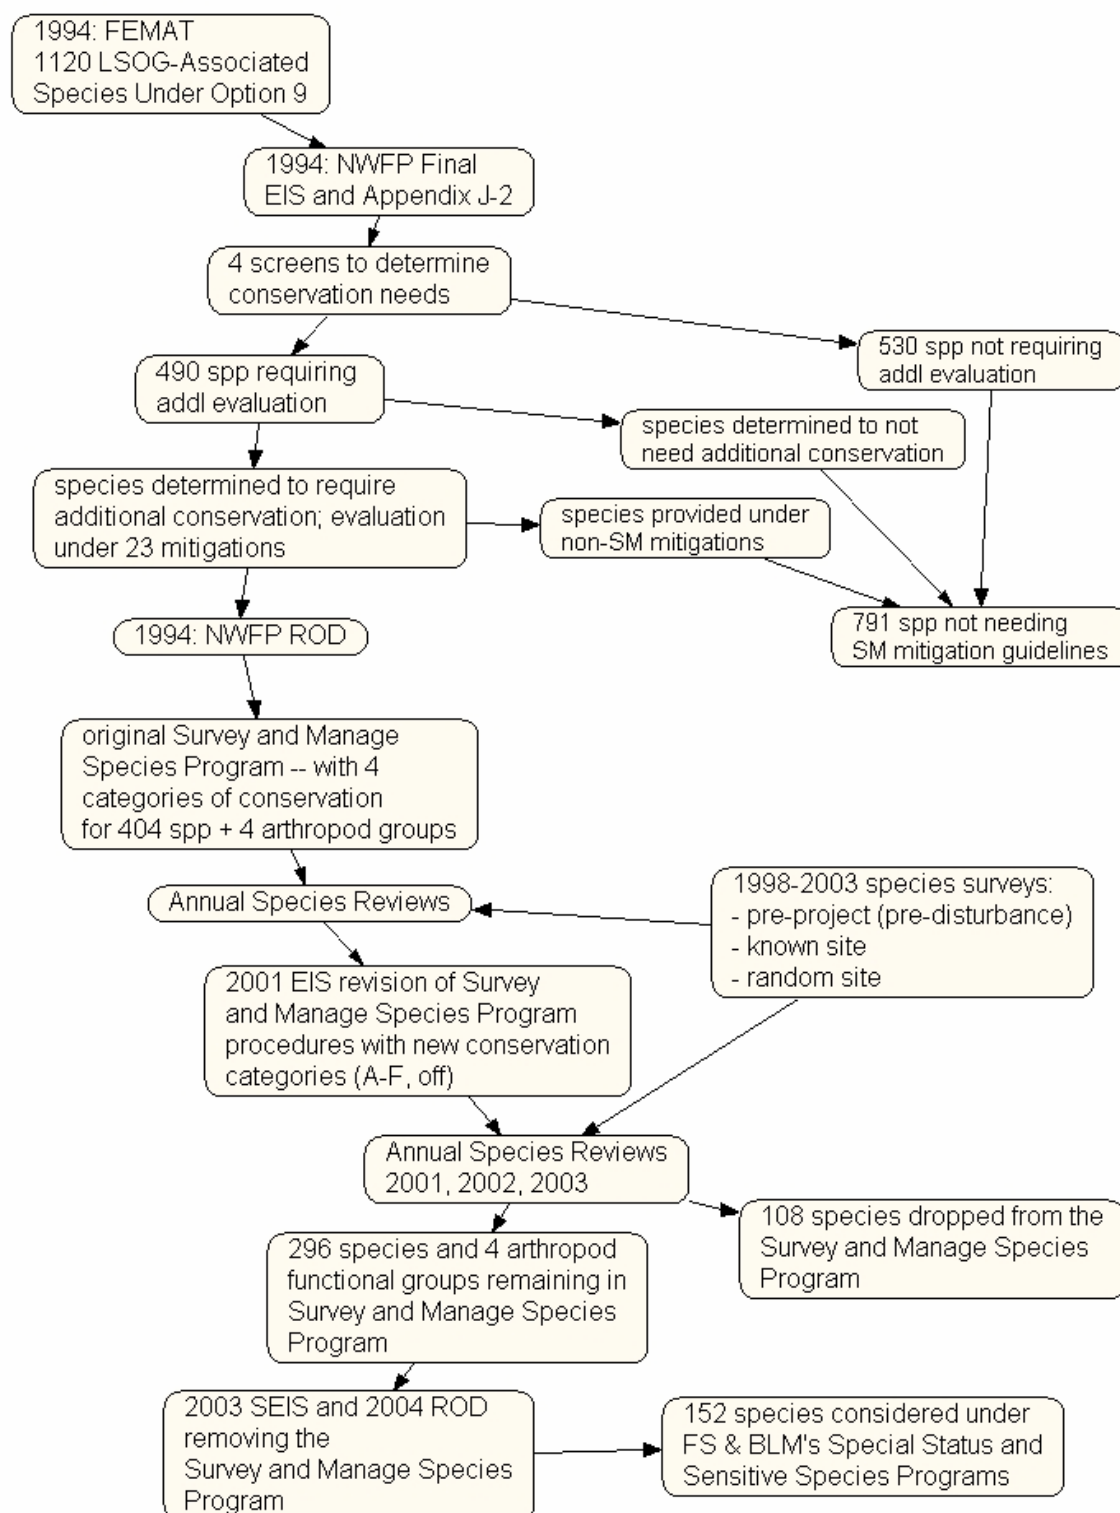 1994: FEMAT
1120 LSOG-Associated
Species Under Option 9
1994: NWFP Final
EIS and Appendix J-2
4 screens to determine
conservation needs
530 spp not requiring
addl evaluation
490 spp requiring
addl evaluation
species determined to not
need additional conservation
species determined to require
additional conservation; evaluation
under 23 mitigations
species provided under
non-SM mitigations
791 spp not needing
SM mitigation guidelines
1994: NWFP ROD
original Survey and Manage
Species Program -- with 4
categories of conservation
for 404 spp + 4 arthropod groups
Annual Species Reviews
1998-2003 species surveys:
- pre-project (pre-disturbance)
- known site
- random site
2001 EIS revision of Survey
and Manage Species Program
procedures with new conservation
categories (A-F, off)
Annual Species Reviews
2001, 2002, 2003
108 species dropped from the
Survey and Manage Species
Program
296 species and 4 arthropod
functional groups remaining in
Survey and Manage Species
Program
2003 SEIS and 2004 ROD
removing the
Survey and Manage Species
Program
152 species considered under
FS & BLM's Special Status and
Sensitive Species Programs